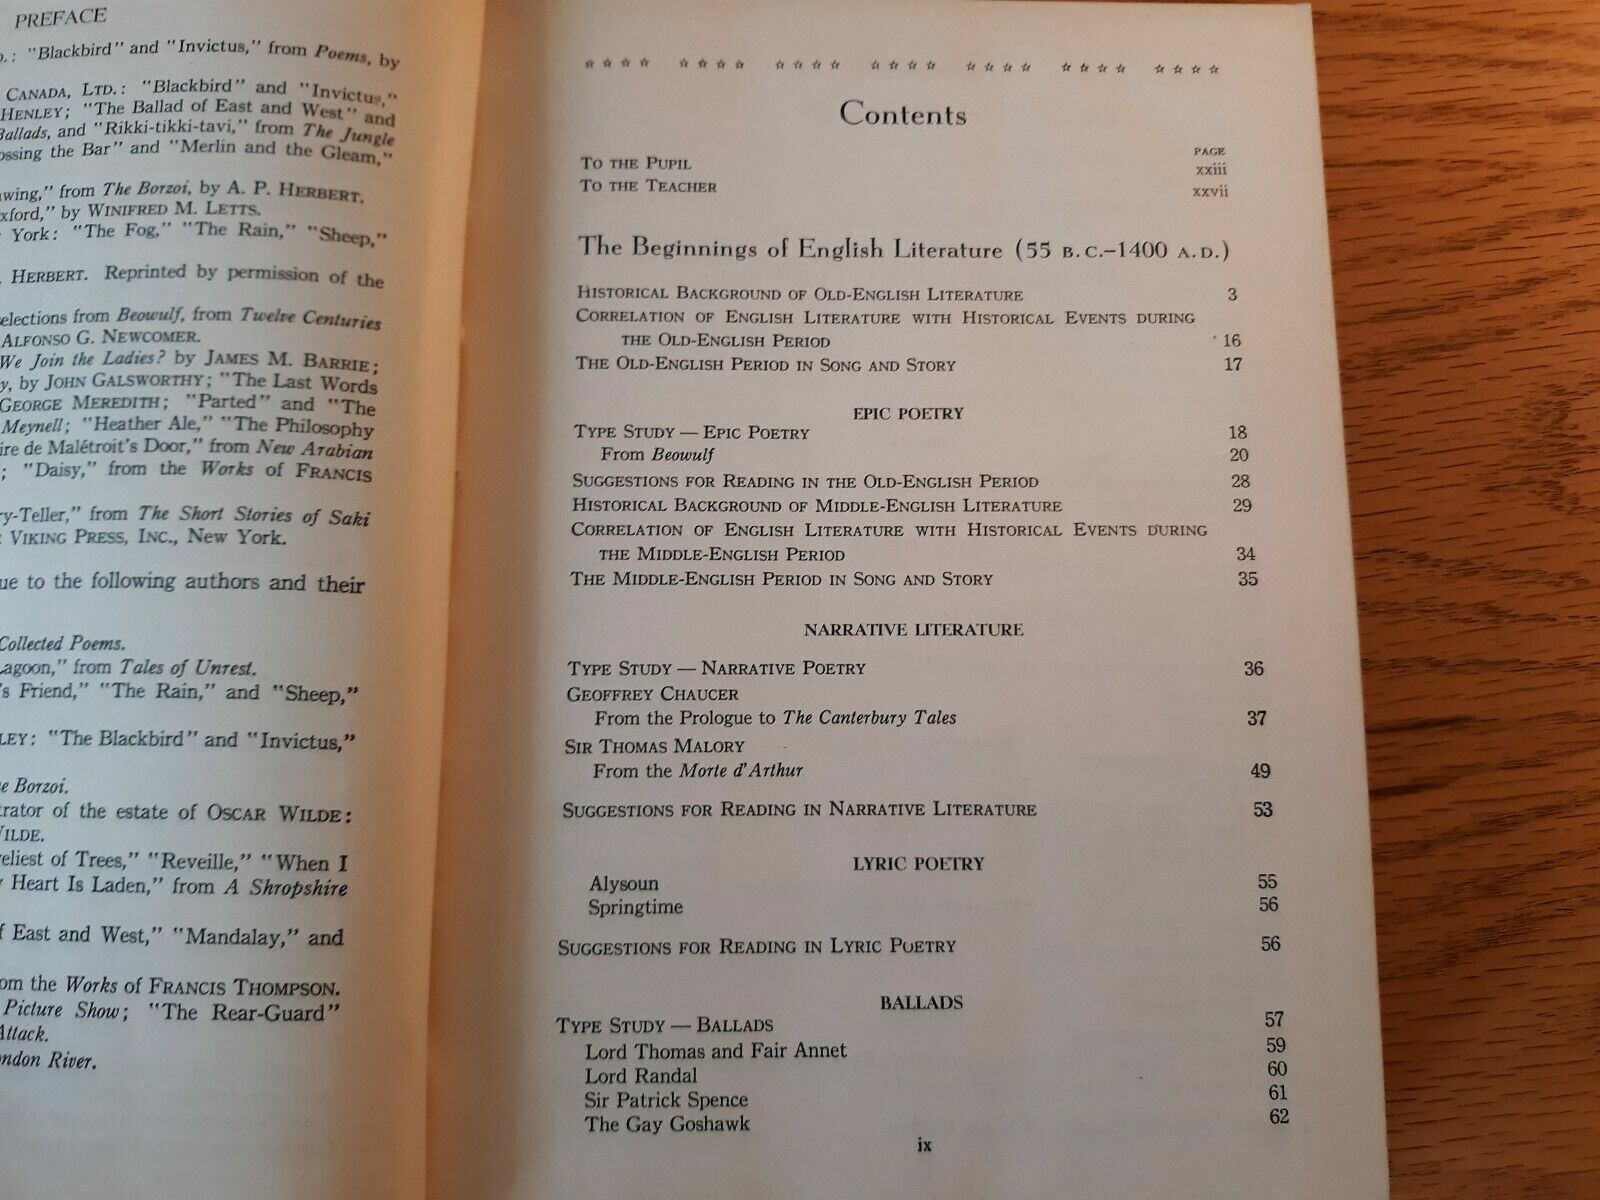 PREFACE
"Blackbird" and "Invictus," from Poems, by
CANADA, LTD.: "Blackbird" and "Invictus,"
HENLEY; "The Ballad of East and West" and
Ballads, and "Rikki-tikki-tavi," from The Jungle
ossing the Bar" and "Merlin and the Gleam,"
wing," from The Borzoi, by A. P. HERBERT.
xford," by WINIFRED M. LETTS.
York: "The Fog," "The Rain," "Sheep,"
. HERBERT. Reprinted by permission of the
elections from Beowulf, from Twelve Centuries
ALFONSO G. NEWCOMER.
We Join the Ladies? by JAMES M. BARRIE;
y, by JOHN GALSWORTHY; "The Last Words
GEORGE MEREDITH; "Parted" and "The
Meynell; "Heather Ale," "The Philosophy
ire de Malétroit's Door," from New Arabian
; "Daisy," from the Works of FRANCIS
ry-Teller," from The Short Stories of Saki
VIKING PRESS, INC., New York.
ue to the following authors and their
Collected Poems.
Lagoon," from Tales of Unrest.
's Friend," "The Rain," and "Sheep,"
LEY: "The Blackbird" and "Invictus,"
e Borzoi.
trator of the estate of OSCAR WILDE:
WILDE.
veliest of Trees," "Reveille," "When I
y Heart Is Laden," from A Shropshire
f East and West," "Mandalay," and
om the Works of FRANCIS THOMPSON.
Picture Show; "The Rear-Guard"
Attack.
ondon River.
Contents
PAGE
TO THE PUPIL xxiii
TO THE TEACHER xxvii
The Beginnings of English Literature (55 B.C.–1400 A.D.)
HISTORICAL BACKGROUND OF OLD-ENGLISH LITERATURE 3
CORRELATION OF ENGLISH LITERATURE WITH HISTORICAL EVENTS DURING
THE OLD-ENGLISH PERIOD 16
THE OLD-ENGLISH PERIOD IN SONG AND STORY 17
EPIC POETRY
TYPE STUDY — EPIC POETRY 18
From Beowulf 20
SUGGESTIONS FOR READING IN THE OLD-ENGLISH PERIOD 28
HISTORICAL BACKGROUND OF MIDDLE-ENGLISH LITERATURE 29
CORRELATION OF ENGLISH LITERATURE WITH HISTORICAL EVENTS DURING
THE MIDDLE-ENGLISH PERIOD 34
THE MIDDLE-ENGLISH PERIOD IN SONG AND STORY 35
NARRATIVE LITERATURE
TYPE STUDY — NARRATIVE POETRY 36
GEOFFREY CHAUCER
From the Prologue to The Canterbury Tales 37
SIR THOMAS MALORY
From the Morte d'Arthur 49
SUGGESTIONS FOR READING IN NARRATIVE LITERATURE 53
LYRIC POETRY
Alysoun 55
Springtime 56
SUGGESTIONS FOR READING IN LYRIC POETRY 56
BALLADS
TYPE STUDY — BALLADS 57
Lord Thomas and Fair Annet 59
Lord Randal 60
Sir Patrick Spence 61
The Gay Goshawk 62
ix